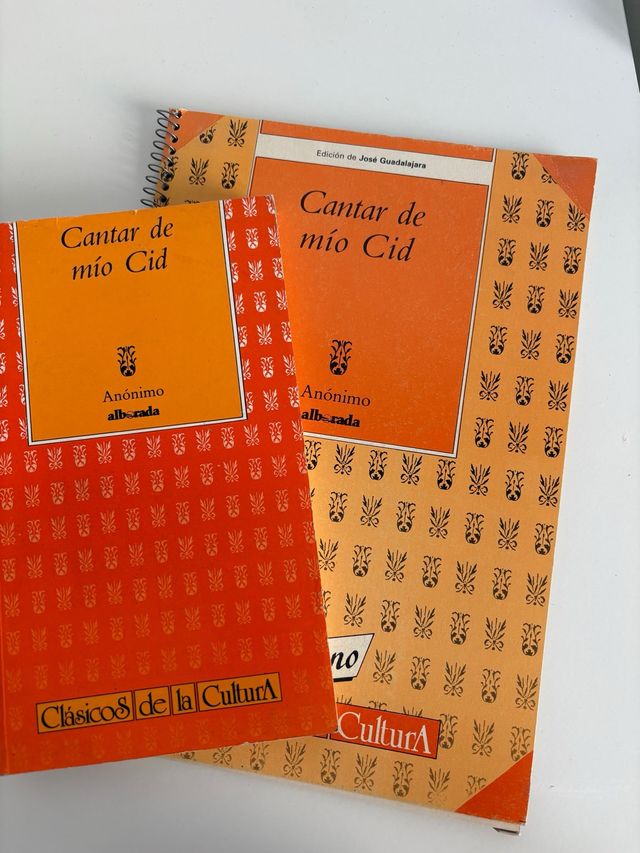 Cantar de
mío Cid
Anónimo
alborada
Clásicos de la Cultura
Edición de José Guadalajara
Cantar de
mío Cid
Anónimo
alborada
Cultura